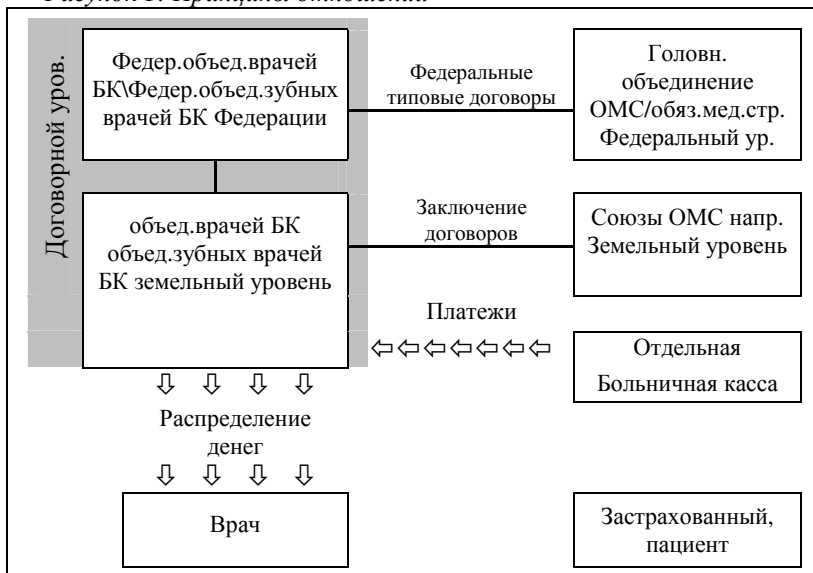 Договорной уров.
Федер.объед.врачей
БК\Федер.объед.зубных
врачей БК Федерации
Федеральные
типовые договоры
Головн.
объединение
ОМС/обяз.мед.стр.
Федеральный ур.
объед.врачей БК
объед.зубных врачей
БК земельный уровень
Заключение
договоров
Союзы ОМС напр.
Земельный уровень
Платежи
Отдельная
Больничная касса
Распределение
денег
Врач
Застрахованный,
пациент